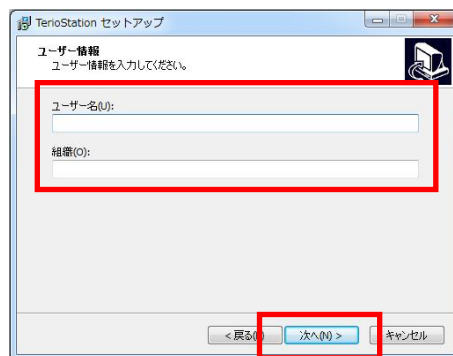 TerioStation セットアップ
ユーザー情報
ユーザー情報を入力してください。
ユーザー名(U):
組織(O):
< 戻る( 次へ(N) > キャンセル